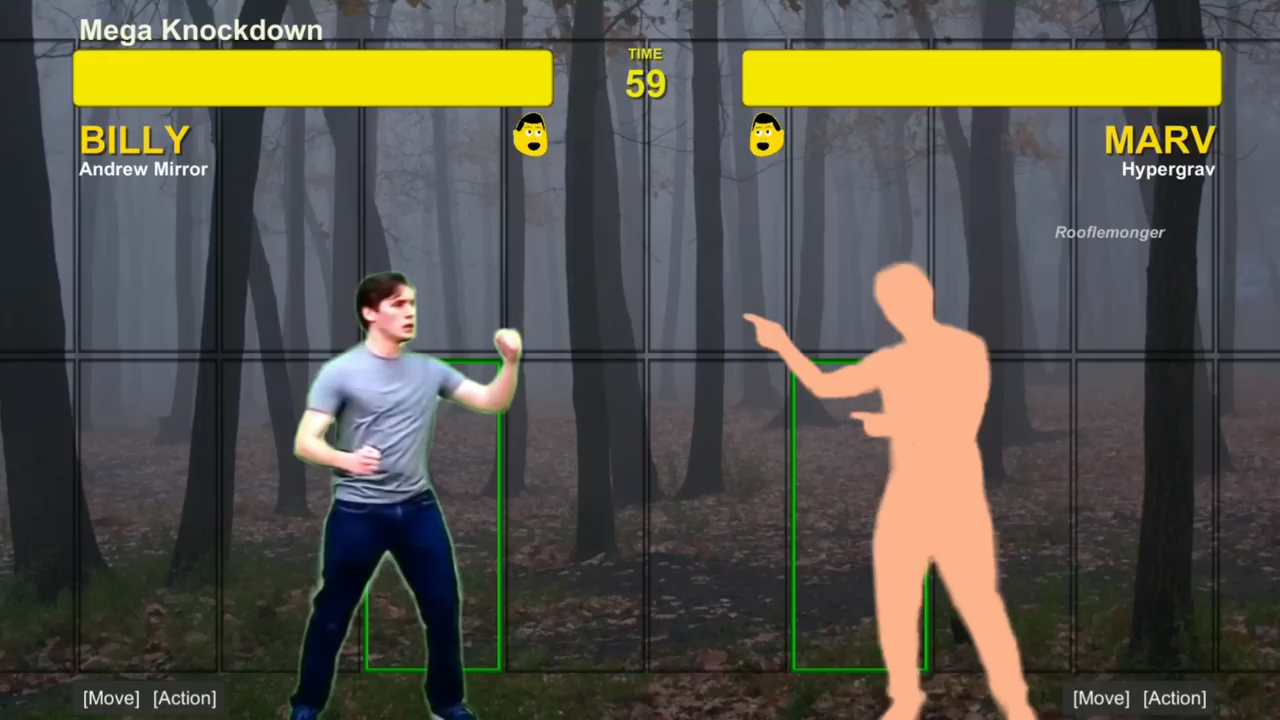 Mega Knockdown
TIME
59
BILLY
Andrew Mirror
MARV
Hypergrav
Rooflemonger
[Move] [Action]
[Move] [Action]